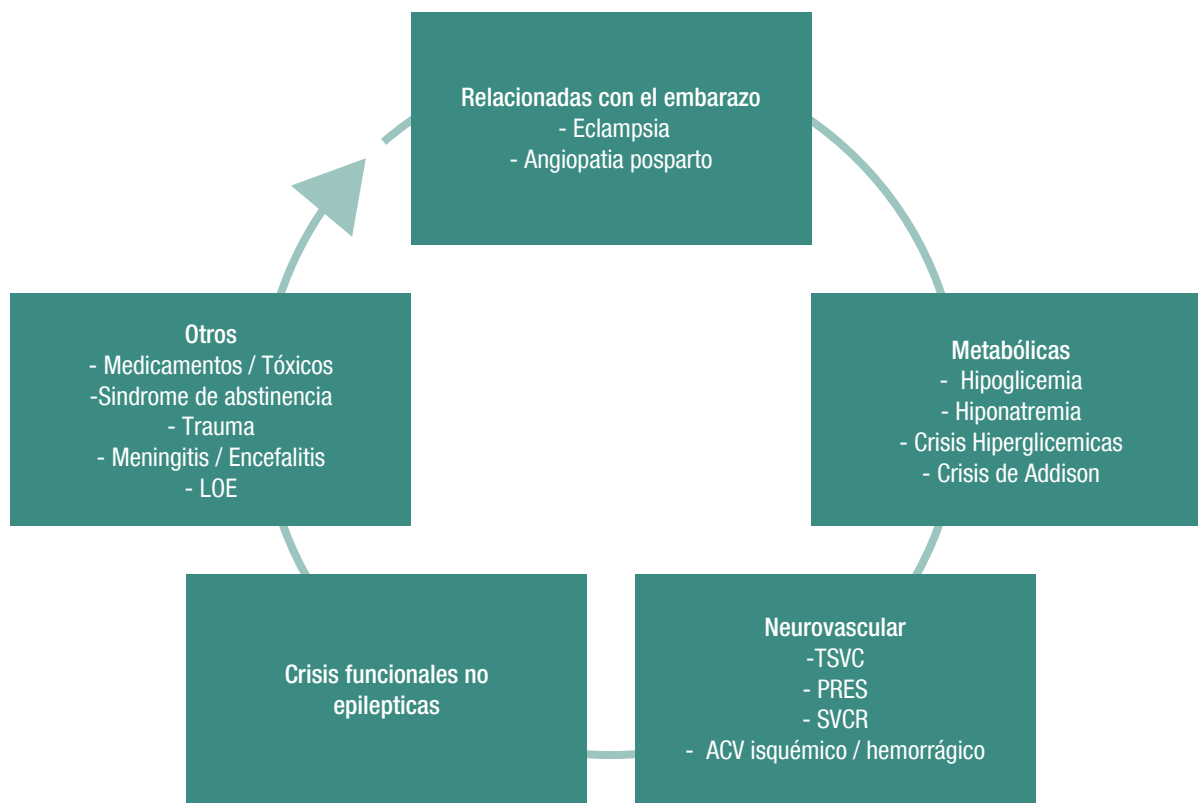 Relacionadas con el embarazo
- Eclampsia
- Angiopatia posparto
Metabólicas
- Hipoglicemia
- Hiponatremia
- Crisis Hiperglicemicas
- Crisis de Addison
Neurovascular
-TSVC
- PRES
- SVCR
- ACV isquémico / hemorrágico
Crisis funcionales no
epilepticas
Otros
- Medicamentos / Tóxicos
-Sindrome de abstinencia
- Trauma
- Meningitis / Encefalitis
- LOE